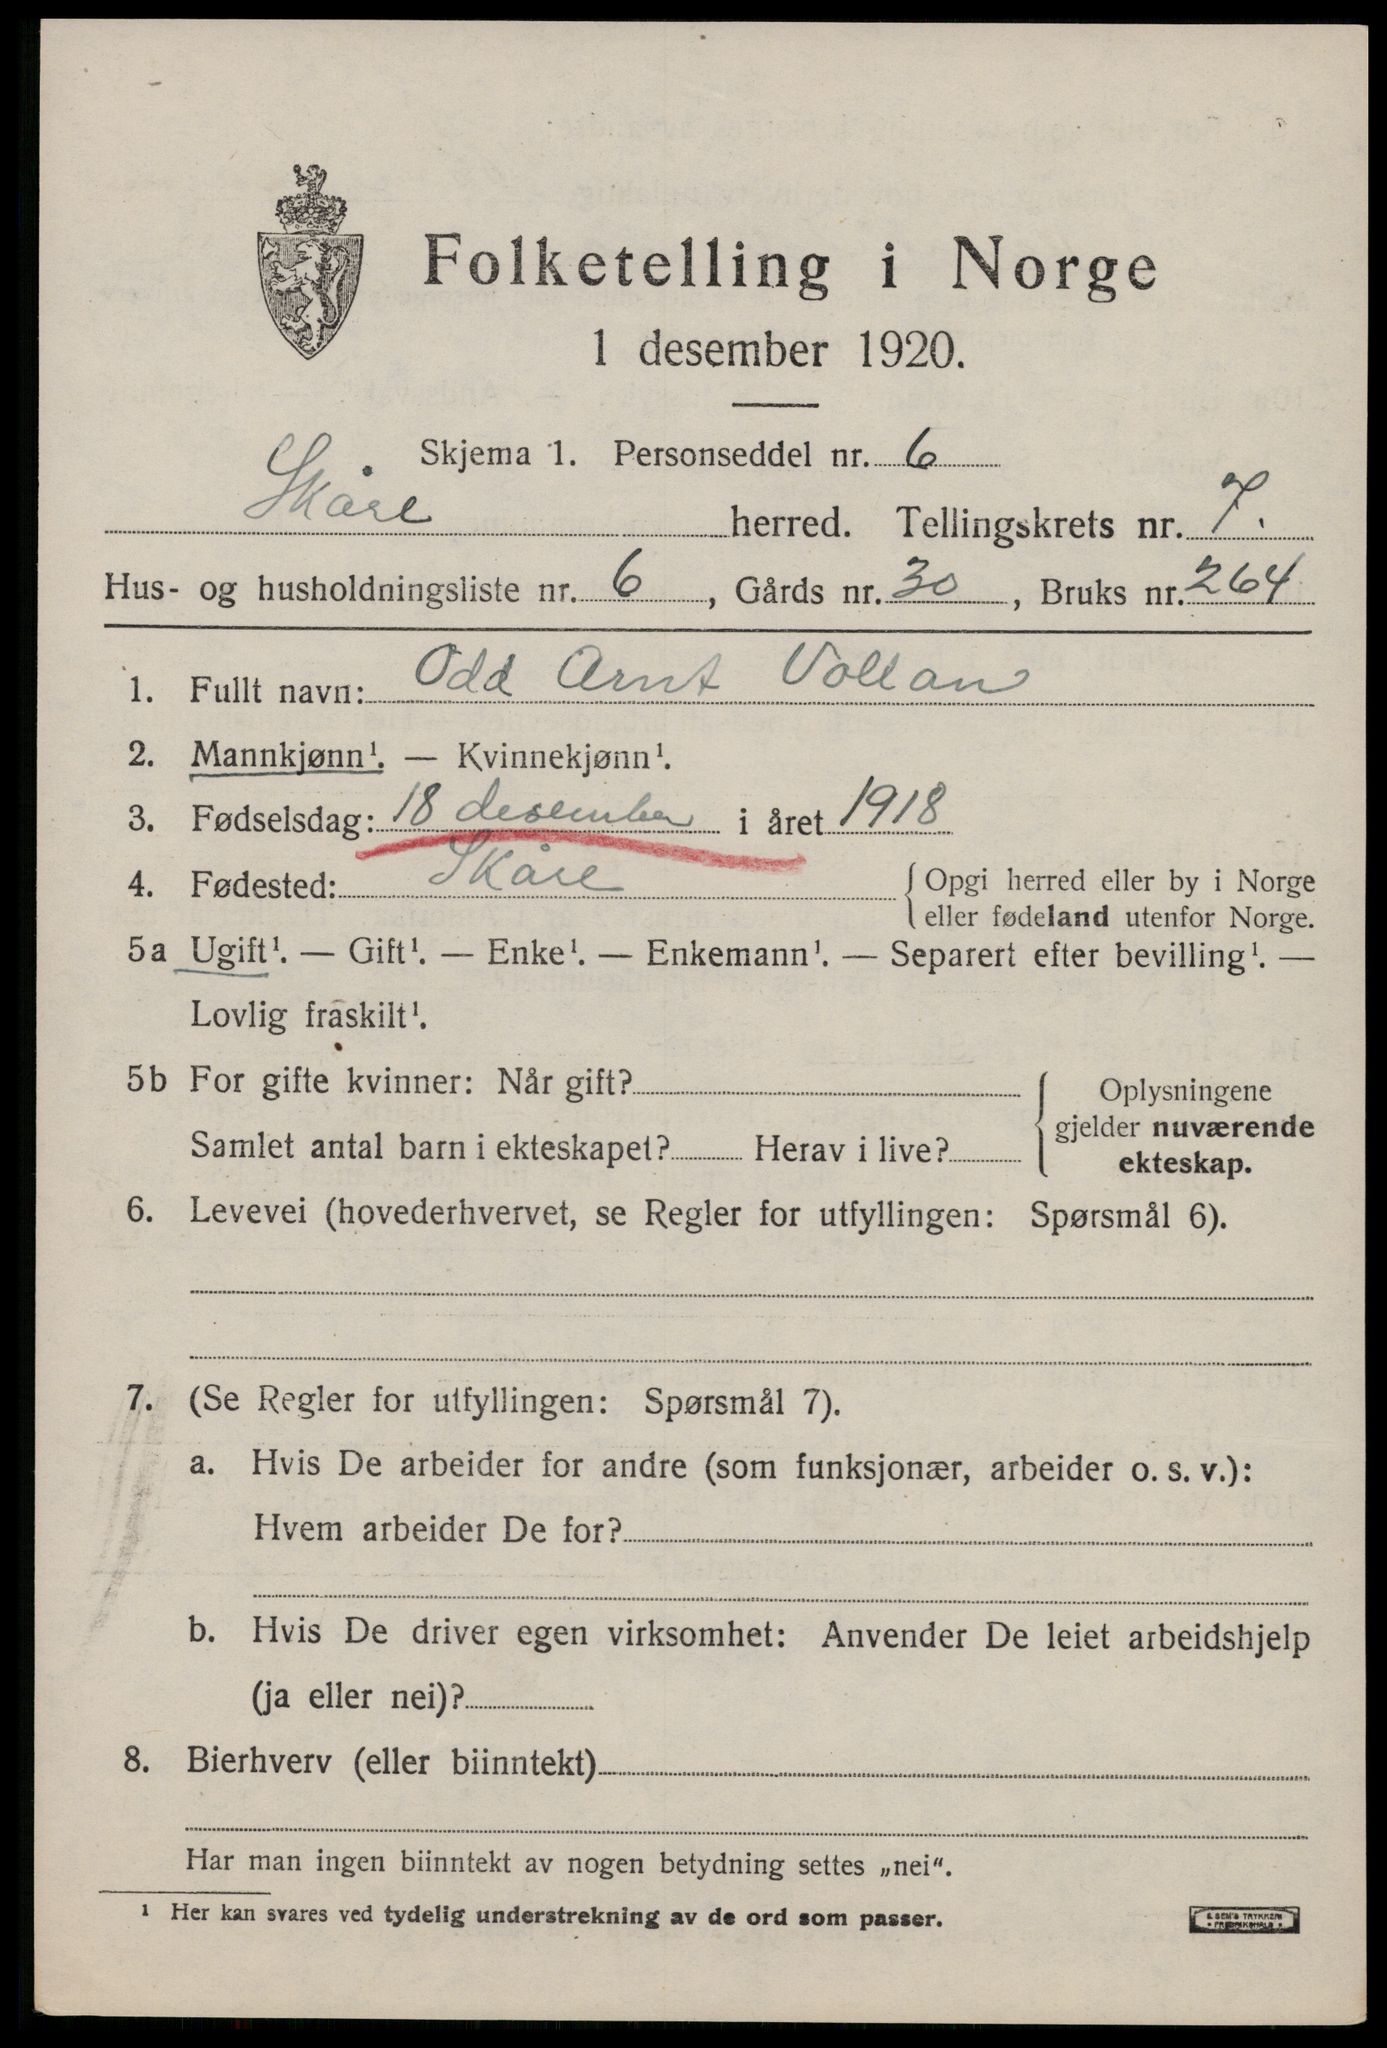 Folketelling i Norge
1 desember 1920.
Skjema 1. Personseddel nr. 6
Skåre herred. Tellingskrets nr. 7.
Hus- og husholdningsliste nr. 6, Gårds nr. 30, Bruks nr. 264
1. Fullt navn: Odd Arnt Vollan
2. Mannkjønn¹. — Kvinnekjønn¹.
3. Fødselsdag: 18 desember i året 1918
4. Fødested: Skåre { Opgi herred eller by i Norge
eller fødeland utenfor Norge.
5a Ugift¹. — Gift¹. — Enke¹. — Enkemann¹. — Separert efter bevilling¹. —
Lovlig fraskilt¹.
5b For gifte kvinner: Når gift?
Samlet antal barn i ekteskapet? Herav i live?
{ Oplysningene
gjelder nuværende
ekteskap.
6. Levevei (hovederhvervet, se Regler for utfyllingen: Spørsmål 6).
7. (Se Regler for utfyllingen: Spørsmål 7).
a. Hvis De arbeider for andre (som funksjonær, arbeider o. s. v.):
Hvem arbeider De for?
b. Hvis De driver egen virksomhet: Anvender De leiet arbeidshjelp
(ja eller nei)?
8. Bierhverv (eller biinntekt)
Har man ingen biinntekt av nogen betydning settes „nei“.
¹ Her kan svares ved tydelig understrekning av de ord som passer.
E SEM'S TRYKKERI
• FREDRIKSHALD •